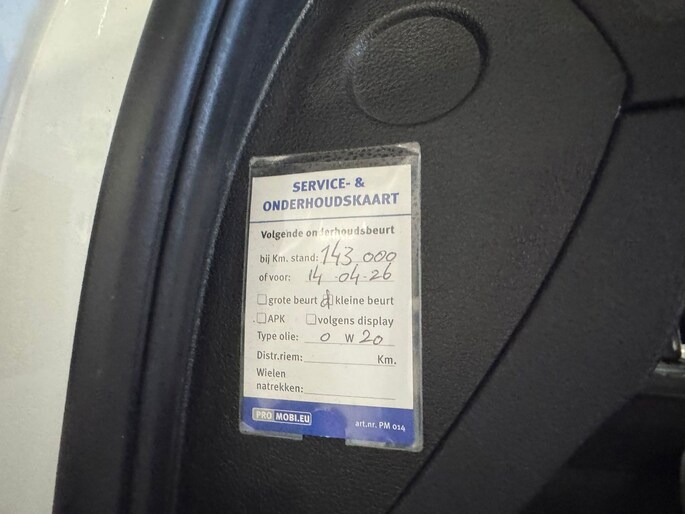 SERVICE- &
ONDERHOUDSKAART
Volgende onderhoudsbeurt
bij Km. stand: 143 000
of voor: 14-04-26
grote beurt kleine beurt
APK volgens display
Type olie: 0 W 20
Distr.riem: Km.
Wielen
natrekken:
PRO MOBI.EU art.nr. PM 014